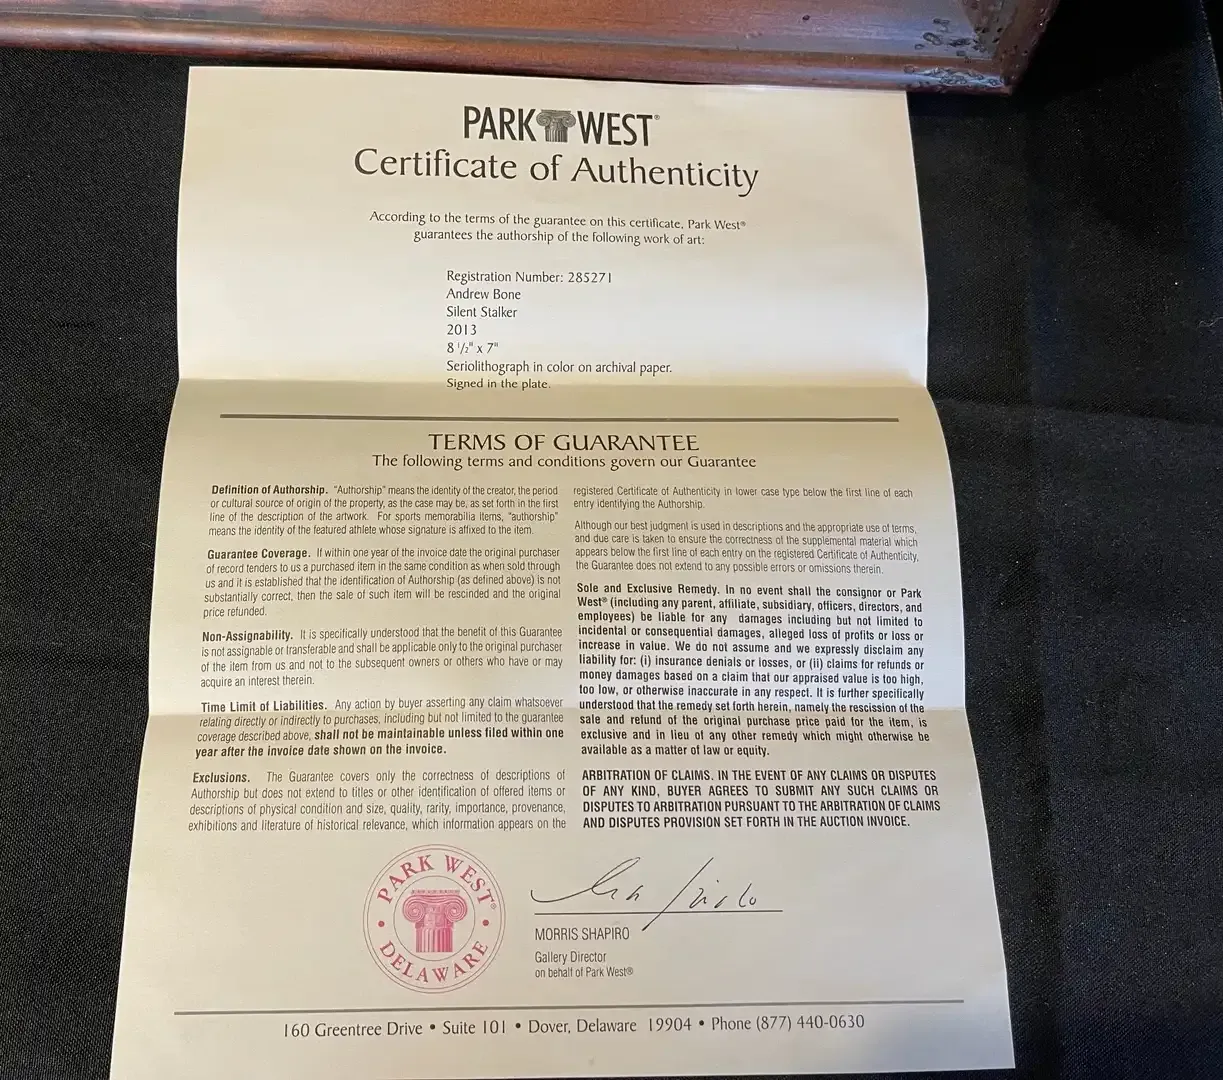 PARK WEST®
Certificate of Authenticity
According to the terms of the guarantee on this certificate, Park West®
guarantees the authorship of the following work of art:
Registration Number: 285271
Andrew Bone
Silent Stalker
2013
8 1/2" x 7"
Seriolithograph in color on archival paper.
Signed in the plate.
TERMS OF GUARANTEE
The following terms and conditions govern our Guarantee
Definition of Authorship. "Authorship" means the identity of the creator, the period
or cultural source of origin of the property, as the case may be, as set forth in the first
line of the description of the artwork. For sports memorabilia items, "authorship"
means the identity of the featured athlete whose signature is affixed to the item.
Guarantee Coverage. If within one year of the invoice date the original purchaser
of record tenders to us a purchased item in the same condition as when sold through
us and it is established that the identification of Authorship (as defined above) is not
substantially correct, then the sale of such item will be rescinded and the original
price refunded.
Non-Assignability. It is specifically understood that the benefit of this Guarantee
is not assignable or transferable and shall be applicable only to the original purchaser
of the item from us and not to the subsequent owners or others who have or may
acquire an interest therein.
Time Limit of Liabilities. Any action by buyer asserting any claim whatsoever
relating directly or indirectly to purchases, including but not limited to the guarantee
coverage described above, shall not be maintainable unless filed within one
year after the invoice date shown on the invoice.
Exclusions. The Guarantee covers only the correctness of descriptions of
Authorship but does not extend to titles or other identification of offered items or
descriptions of physical condition and size, quality, rarity, importance, provenance,
exhibitions and literature of historical relevance, which information appears on the
registered Certificate of Authenticity in lower case type below the first line of each
entry identifying the Authorship.
Although our best judgment is used in descriptions and the appropriate use of terms,
and due care is taken to ensure the correctness of the supplemental material which
appears below the first line of each entry on the registered Certificate of Authenticity,
the Guarantee does not extend to any possible errors or omissions therein.
Sole and Exclusive Remedy. In no event shall the consignor or Park
West® (including any parent, affiliate, subsidiary, officers, directors, and
employees) be liable for any damages including but not limited to
incidental or consequential damages, alleged loss of profits or loss or
increase in value. We do not assume and we expressly disclaim any
liability for: (i) insurance denials or losses, or (ii) claims for refunds or
money damages based on a claim that our appraised value is too high,
too low, or otherwise inaccurate in any respect. It is further specifically
understood that the remedy set forth herein, namely the rescission of the
sale and refund of the original purchase price paid for the item, is
exclusive and in lieu of any other remedy which might otherwise be
available as a matter of law or equity.
ARBITRATION OF CLAIMS. IN THE EVENT OF ANY CLAIMS OR DISPUTES
OF ANY KIND, BUYER AGREES TO SUBMIT ANY SUCH CLAIMS OR
DISPUTES TO ARBITRATION PURSUANT TO THE ARBITRATION OF CLAIMS
AND DISPUTES PROVISION SET FORTH IN THE AUCTION INVOICE.
PARK WEST®
DELAWARE
MORRIS SHAPIRO
Gallery Director
on behalf of Park West®
160 Greentree Drive • Suite 101 • Dover, Delaware 19904 • Phone (877) 440-0630